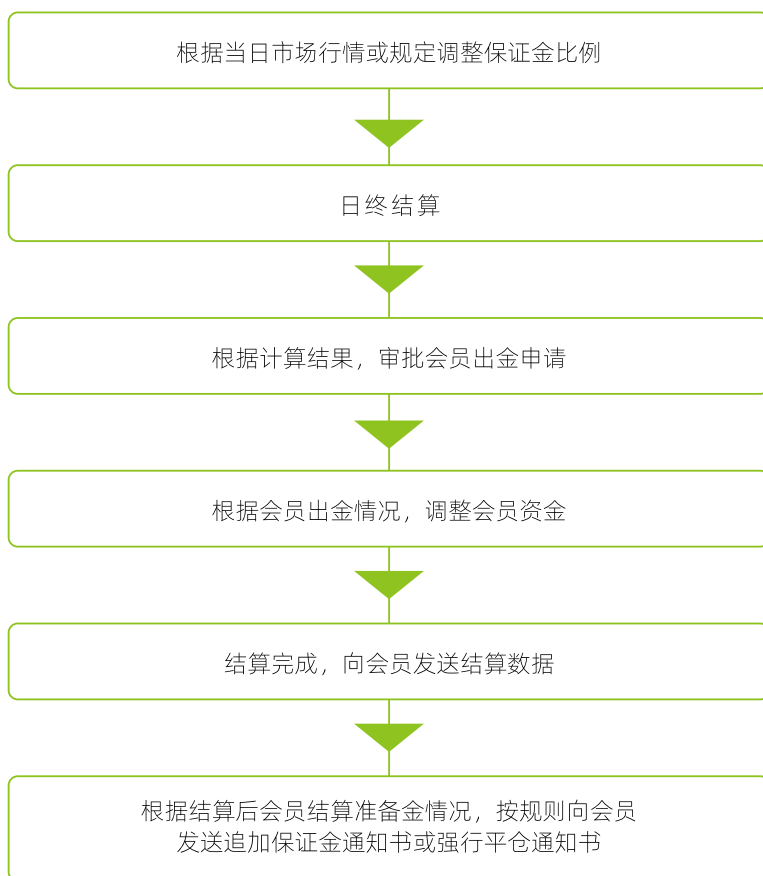 根据当日市场行情或规定调整保证金比例
日终结算
根据计算结果，审批会员出金申请
根据会员出金情况，调整会员资金
结算完成，向会员发送结算数据
根据结算后会员结算准备金情况，按规则向会员
发送追加保证金通知书或强行平仓通知书